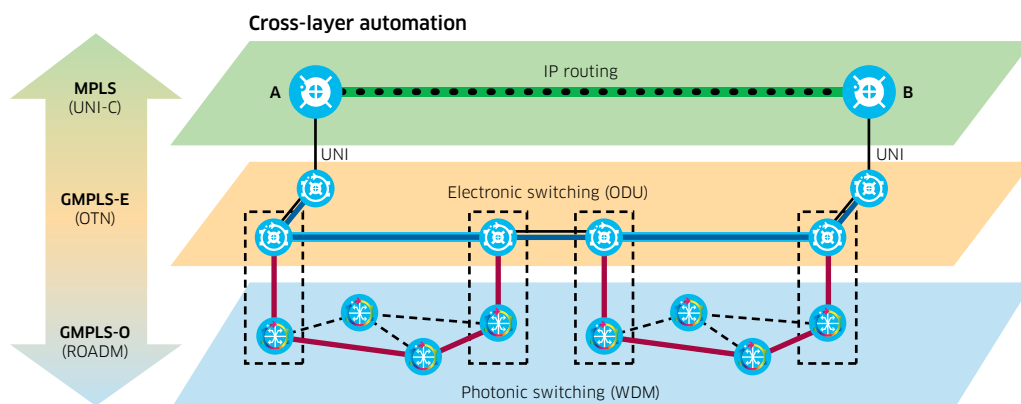 Cross-layer automation
MPLS
(UNI-C)
IP routing
A
B
UNI
UNI
GMPLS-E
(OTN)
Electronic switching (ODU)
GMPLS-O
(ROADM)
Photonic switching (WDM)